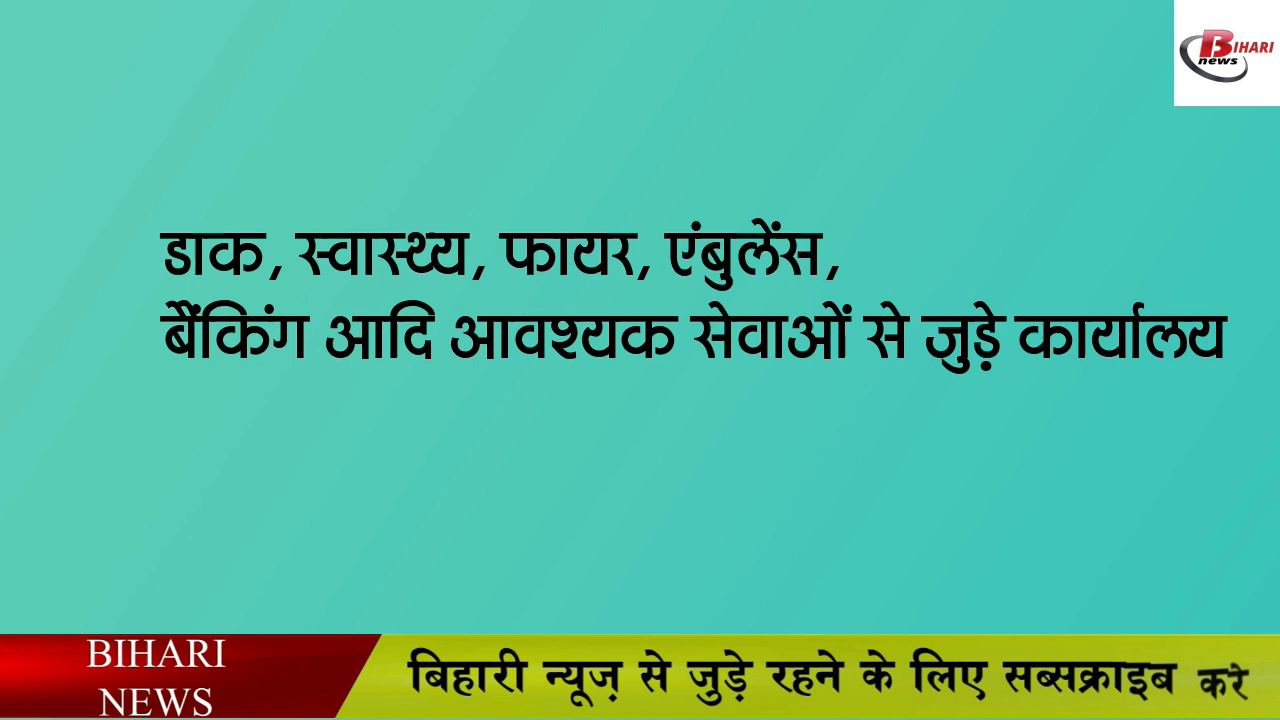 BIHARI
news
डाक, स्वास्थ्य, फायर, एंबुलेंस,
बैंकिंग आदि आवश्यक सेवाओं से जुड़े कार्यालय
BIHARI
NEWS
बिहारी न्यूज़ से जुड़े रहने के लिए सब्सक्राइब करे